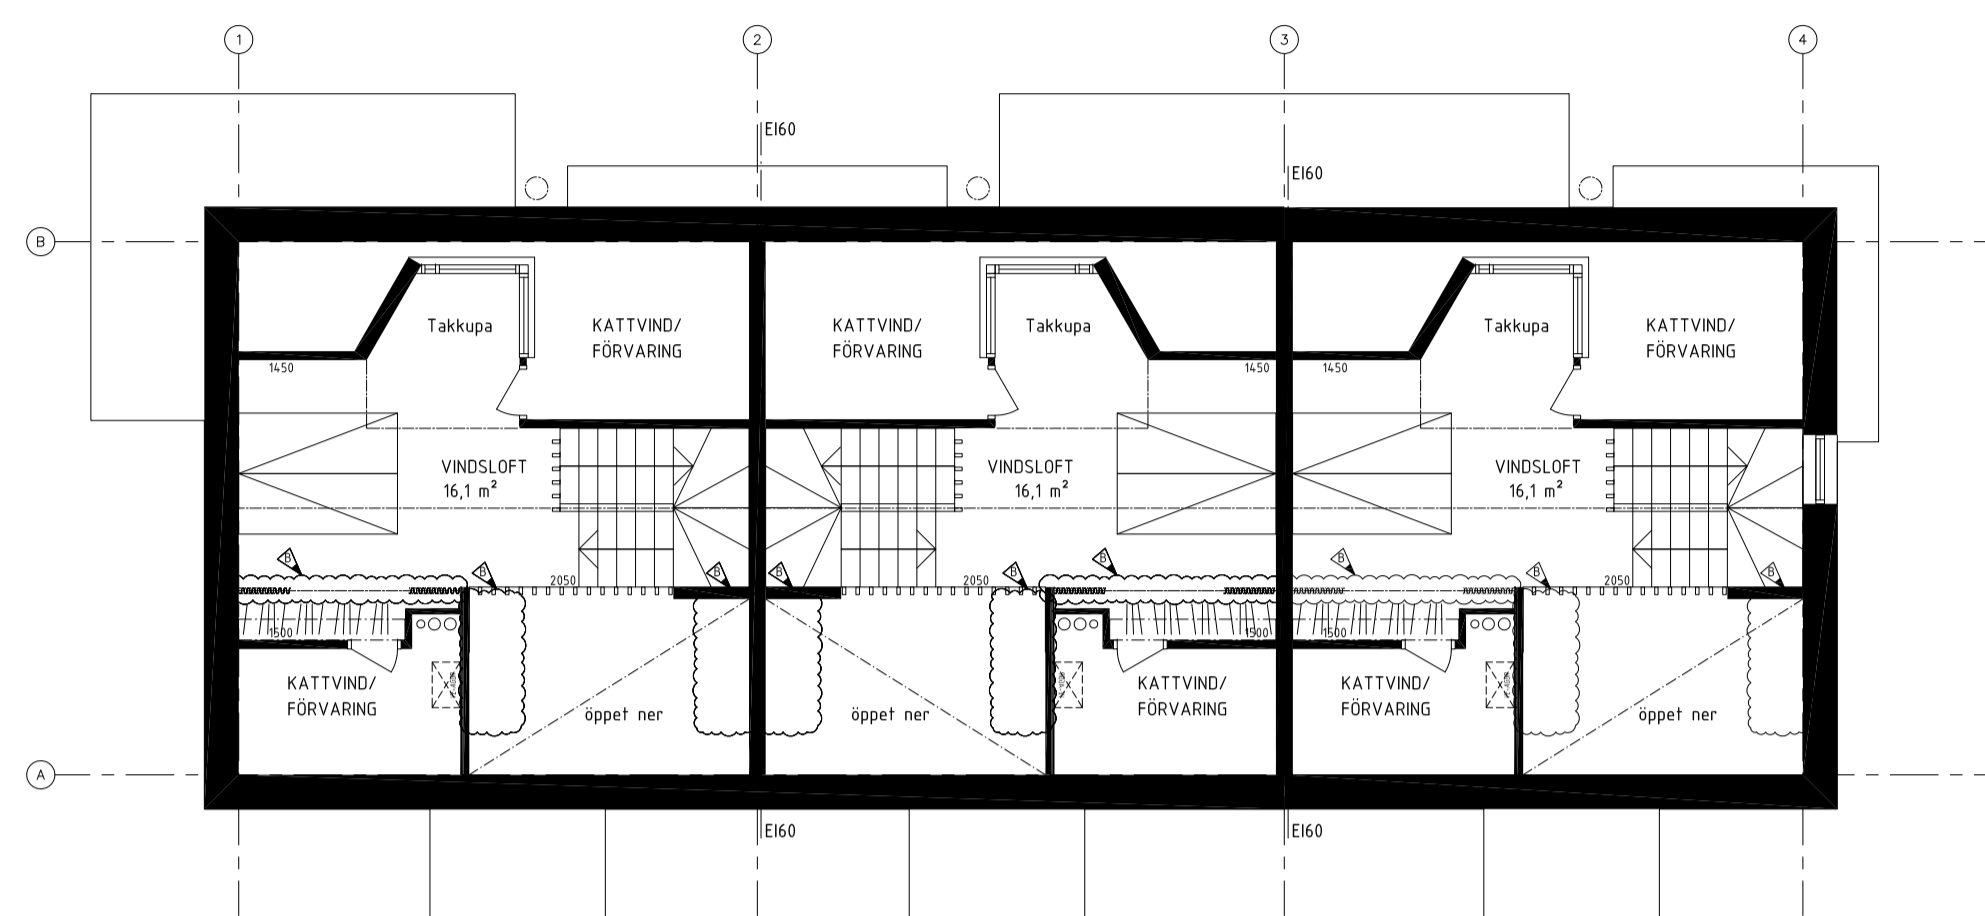 1
2
3
4
EI60
EI60
B
Takkupa
KATTVIND/
FÖRVARING
KATTVIND/
FÖRVARING
Takkupa
Takkupa
KATTVIND/
FÖRVARING
1450
1450
1450
VINDSLOFT
16,1 m²
VINDSLOFT
16,1 m²
VINDSLOFT
16,1 m²
B
B
B
B
B
B
B
B
B
2050
2050
2050
1500
1500
1500
KATTVIND/
FÖRVARING
öppet ner
öppet ner
KATTVIND/
FÖRVARING
KATTVIND/
FÖRVARING
öppet ner
A
EI60
EI60